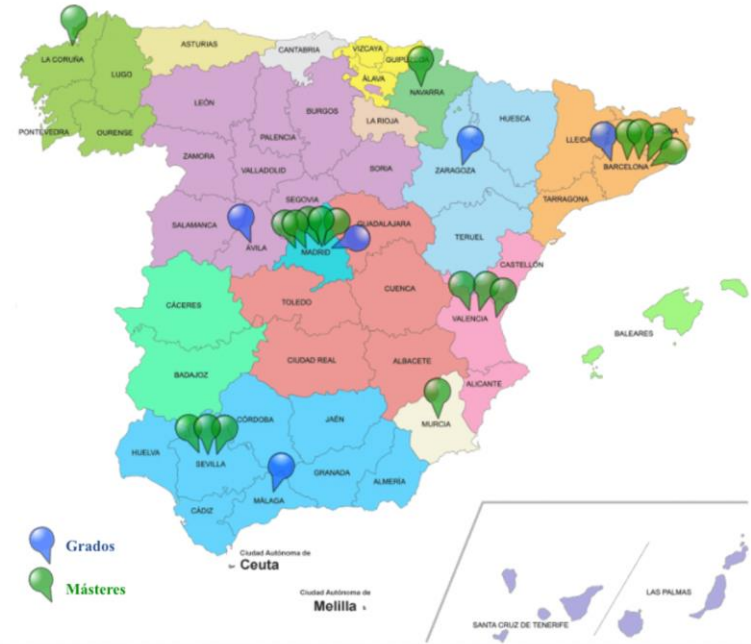 ASTURIAS
CANTABRIA
VIZCAYA
LA CORUÑA
LUGO
ÁLAVA
NAVARRA
LEÓN
BURGOS
HUESCA
PONTEVEDRA
OURENSE
PALENCIA
LA RIOJA
LLEIDA
ZAMORA
VALLADOLID
SORIA
ZARAGOZA
BARCELONA
SEGOVIA
TARRAGONA
SALAMANCA
GUADALAJARA
ÁVILA
MADRID
TERUEL
CASTELLÓN
CÁCERES
TOLEDO
CUENCA
VALENCIA
BALEARES
BADAJOZ
CIUDAD REAL
ALBACETE
ALICANTE
CÓRDOBA
JAÉN
MURCIA
HUELVA
SEVILLA
GRANADA
ALMERÍA
MÁLAGA
CÁDIZ
Grados
Ciudad Autónoma de
Ceuta
Másteres
Ciudad Autónoma de
Melilla
LAS PALMAS
SANTA CRUZ DE TENERIFE